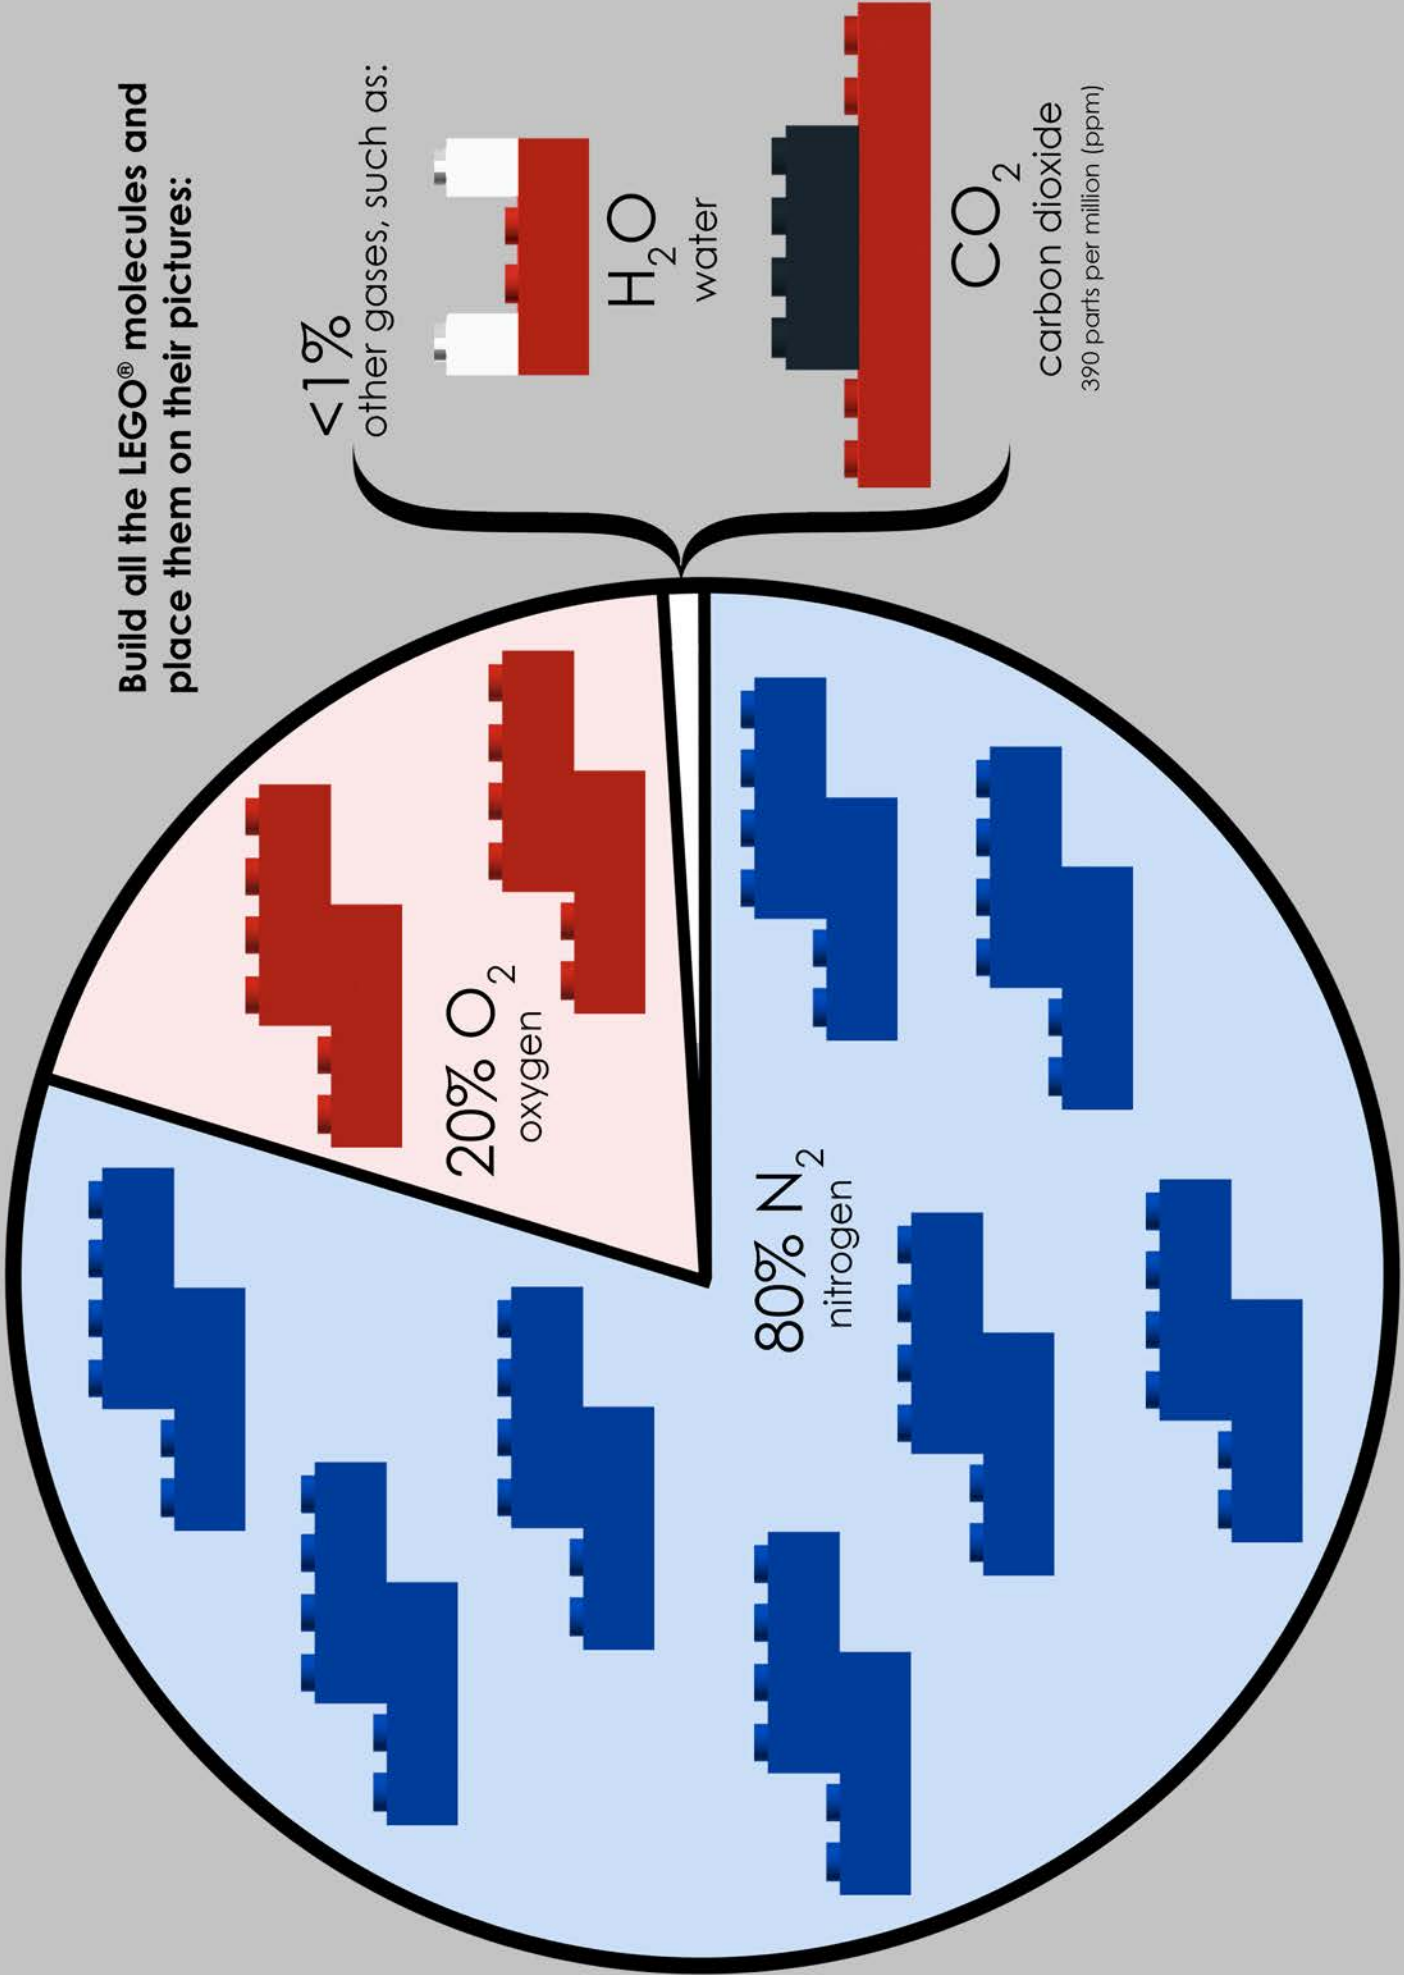 Build all the LEGO® molecules and
place them on their pictures:
<1%
other gases, such as:
H₂O
water
CO₂
carbon dioxide
390 parts per million (ppm)
20% O₂
oxygen
80% N₂
nitrogen